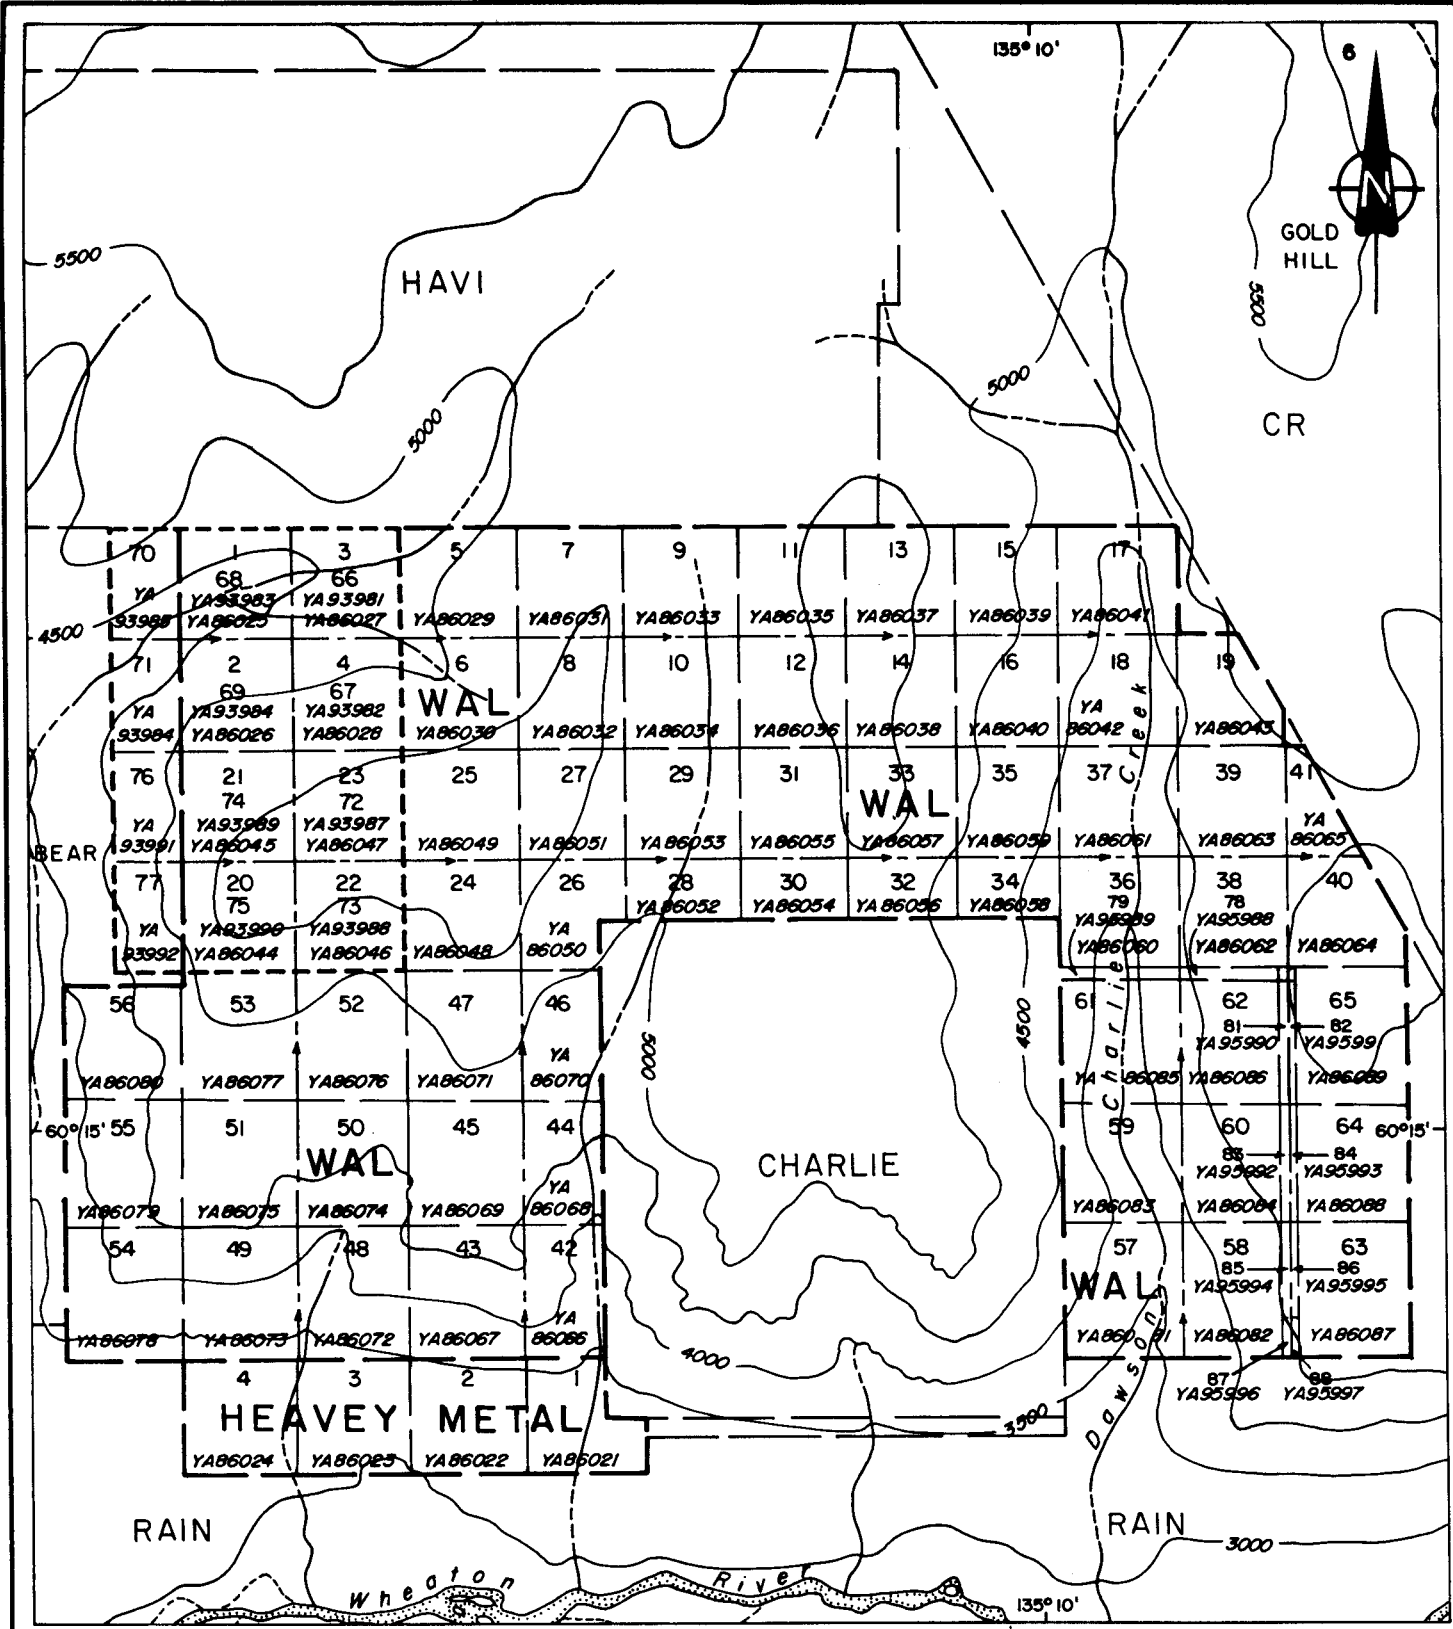 135° 10'
6
N
GOLD
HILL
5500
HAVI
5500
5000
5000
CR
70 1 3 5 7 9 11 13 15 17
68 66
YA YA93983 YA93981
93985 YA86025 YA86027 YA86029 YA86031 YA86033 YA86035 YA86037 YA86039 YA86041
4500
71 2 4 6 8 10 12 14 16 18 19
69 67
WAL
YA YA93984 YA93982 YA
93984 YA86026 YA86028 YA86030 YA86032 YA86034 YA86036 YA86038 YA86040 86042 YA86043
Creek
76 21 23 25 27 29 31 33 35 37 39 41
74 72
WAL
YA YA93989 YA93987 YA
93991 YA86045 YA86047 YA86049 YA86051 YA86053 YA86055 YA86057 YA86059 YA86061 YA86063 86065
BEAR
77 20 22 24 26 28 30 32 34 36 38 40
75 73 79 78
YA86052 YA86054 YA86056 YA86058
YA YA93990 YA93988 YA YA95989 YA95988
93992 YA86044 YA86046 YA86048 86050 YA86060 YA86062 YA86064
56 53 52 47 46 61 62 65
81 82
YA95990 YA9599
5000
4500
Charlie
YA
YA86080 YA86077 YA86076 YA86071 86070 YA 86085 YA86086 YA86089
60° 15' 55 51 50 45 44 59 60 64 60° 15'
83 84
WAL
CHARLIE
YA95992 YA95993
YA
YA86079 YA86075 YA86074 YA86069 86068 YA86083 YA86084 YA86088
54 49 48 43 42 57 58 63
85 86
WAL
YA95994 YA95995
YA
YA86078 YA86073 YA86072 YA86067 86066 YA860 81 YA86082 YA86087
4000
4 3 2 1
87 88
YA95996 YA95997
HEAVEY METAL
3500
Dawson
YA86024 YA86023 YA86022 YA86021
RAIN
RAIN
3000
Wheaton River
135° 10'